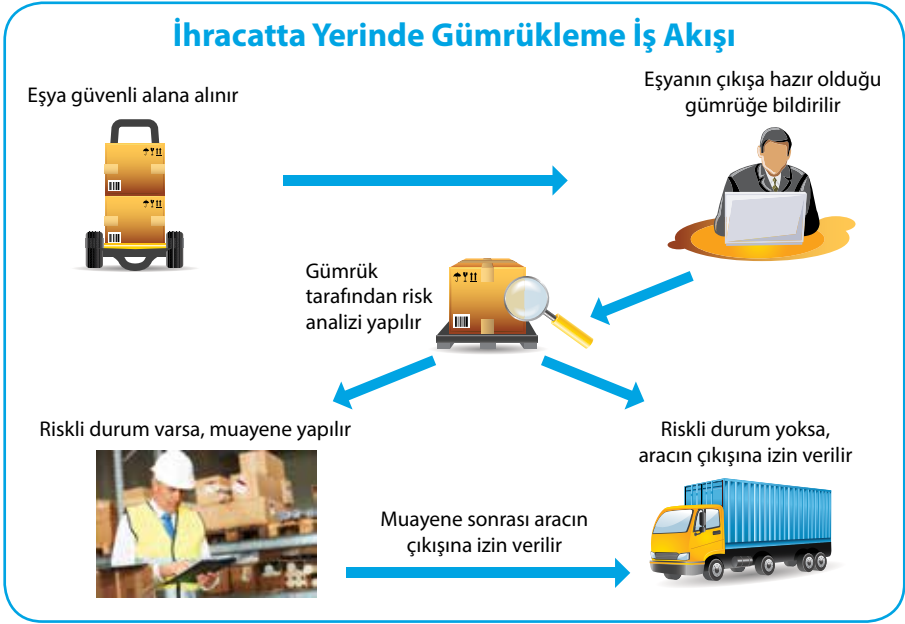 İhracatta Yerinde Gümrükleme İş Akışı
Eşya güvenli alana alınır
Eşyanın çıkışa hazır olduğu
gümrüğe bildirilir
Gümrük
tarafından risk
analizi yapılır
Riskli durum varsa, muayene yapılır
Riskli durum yoksa,
aracın çıkışına izin verilir
Muayene sonrası aracın
çıkışına izin verilir